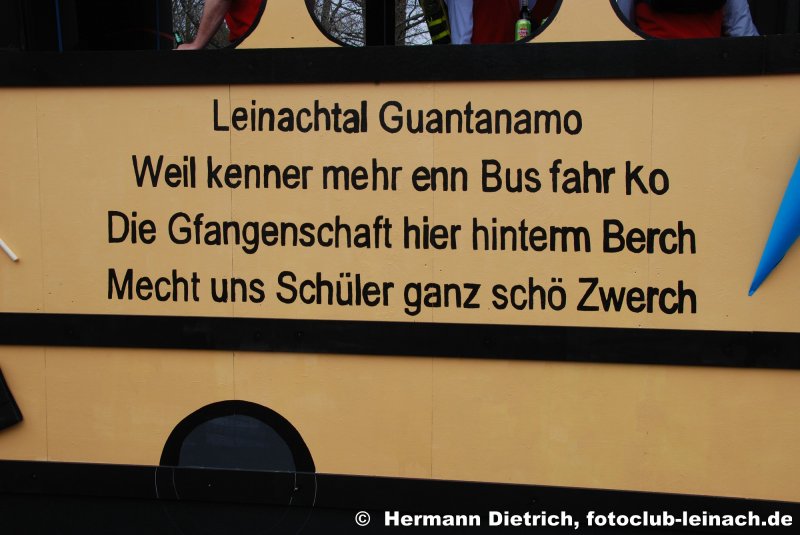 Leinachtal Guantanamo
Weil kenner mehr enn Bus fahr Ko
Die Gfangenschaft hier hinterm Berch
Mecht uns Schüler ganz schö Zwerch
© Hermann Dietrich, fotoclub-leinach.de